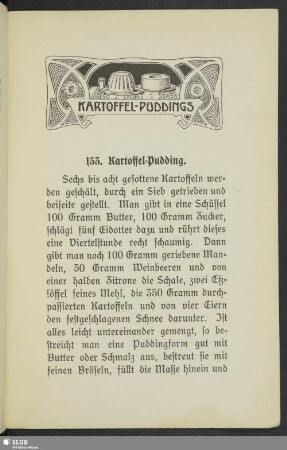 KARTOFFEL-PUDDINGS
153. Kartoffel-Pudding.
Sechs bis acht gesottene Kartoffeln wer-
den geschält, durch ein Sieb getrieben und
beiseite gestellt. Man gibt in eine Schüssel
100 Gramm Butter, 100 Gramm Zucker,
schlägt fünf Eidotter dazu und rührt dieses
eine Viertelstunde recht schaumig. Dann
gibt man noch 100 Gramm geriebene Man-
deln, 50 Gramm Weinbeeren und von
einer halben Zitrone die Schale, zwei Eß-
löffel feines Mehl, die 350 Gramm durch-
passierten Kartoffeln und von vier Eiern
den festgeschlagenen Schnee darunter. Ist
alles leicht untereinander gemengt, so be-
streicht man eine Puddingform gut mit
Butter oder Schmalz aus, bestreut sie mit
feinen Bröseln, füllt die Masse hinein und
SLUB